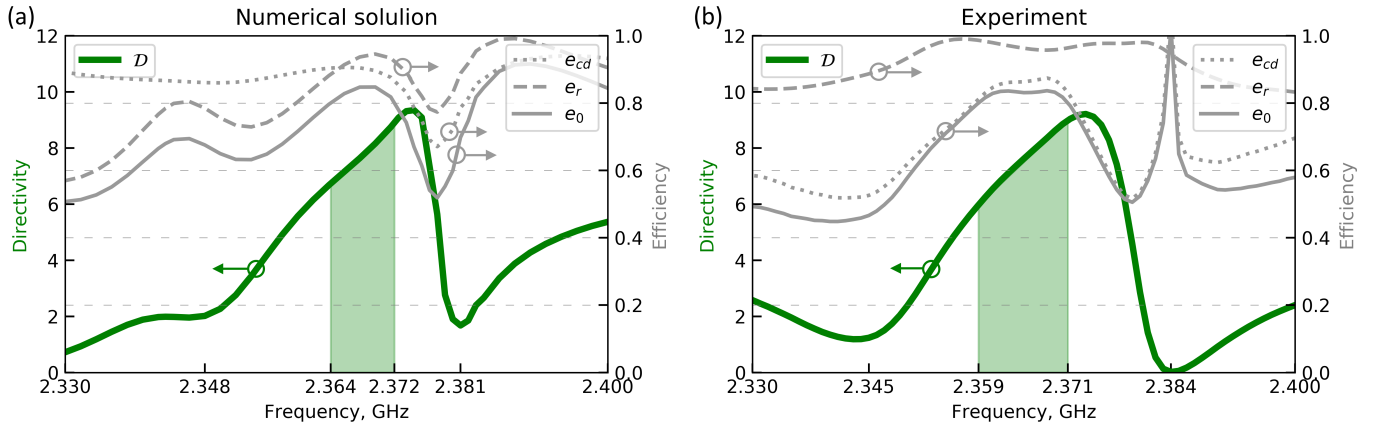 (a)
Numerical solulion
𝒟
e_cd
e_r
e_0
12
10
8
6
4
2
0
Directivity
1.0
0.8
0.6
0.4
0.2
0.0
Efficiency
2.330
2.348
2.364
2.372
2.381
2.400
Frequency, GHz
(b)
Experiment
𝒟
e_cd
e_r
e_0
12
10
8
6
4
2
0
Directivity
1.0
0.8
0.6
0.4
0.2
0.0
Efficiency
2.330
2.345
2.359
2.371
2.384
2.400
Frequency, GHz